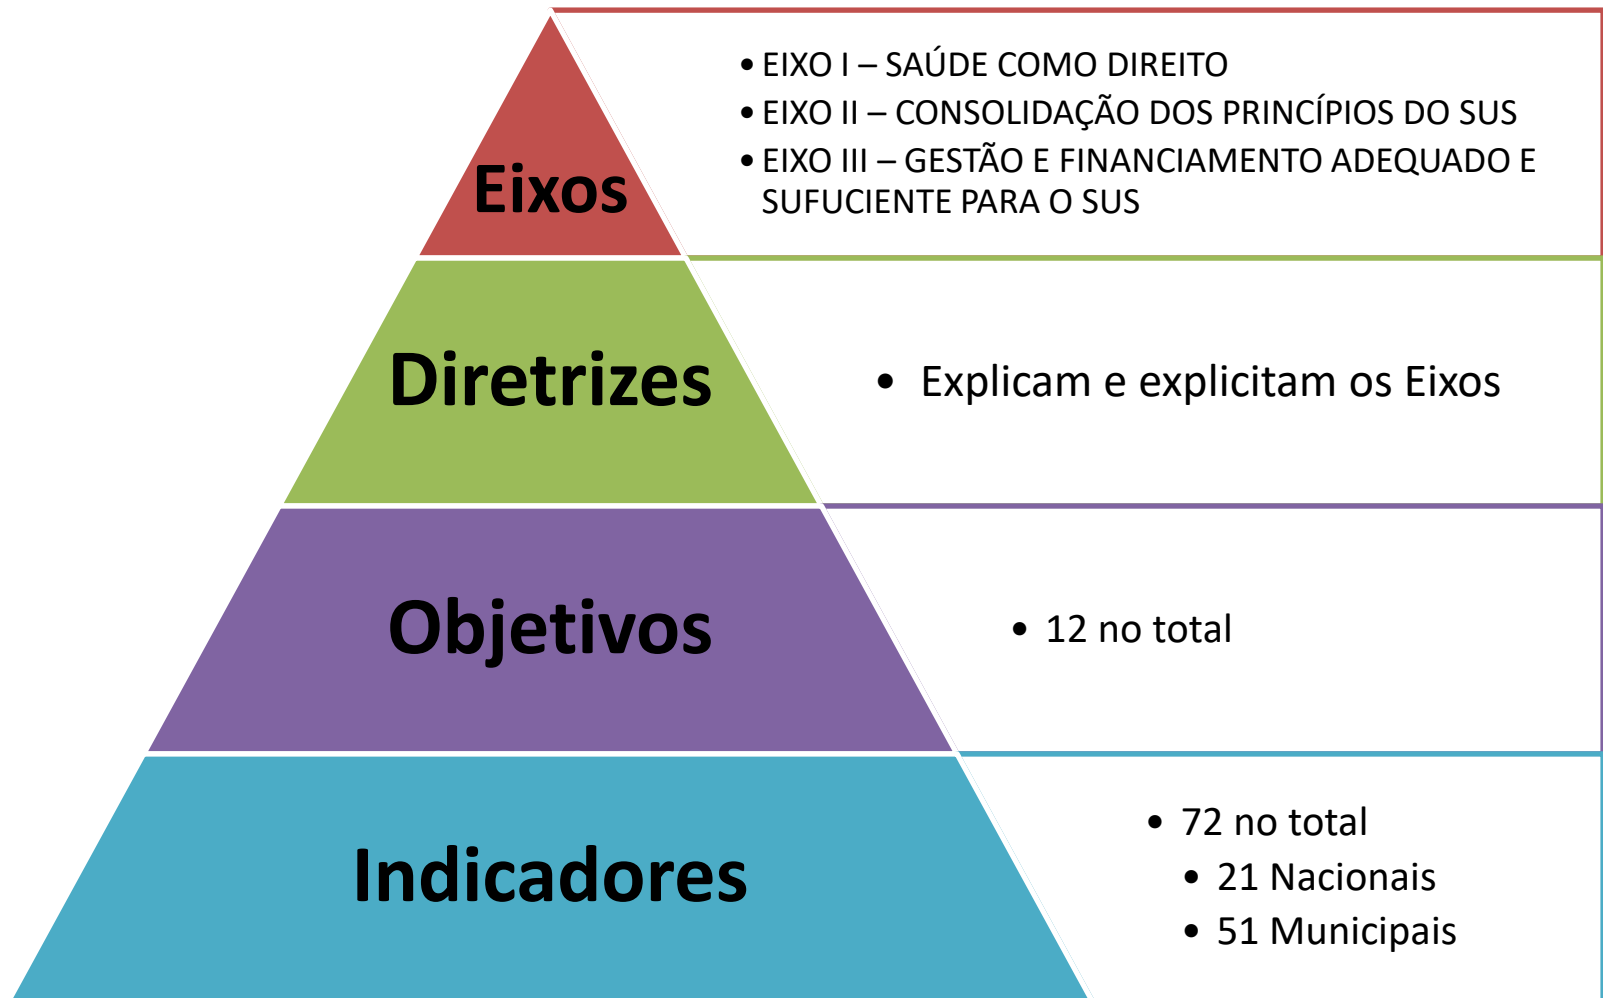 Eixos
• EIXO I – SAÚDE COMO DIREITO
• EIXO II – CONSOLIDAÇÃO DOS PRINCÍPIOS DO SUS
• EIXO III – GESTÃO E FINANCIAMENTO ADEQUADO E
SUFUCIENTE PARA O SUS
Diretrizes
• Explicam e explicitam os Eixos
Objetivos
• 12 no total
Indicadores
• 72 no total
• 21 Nacionais
• 51 Municipais